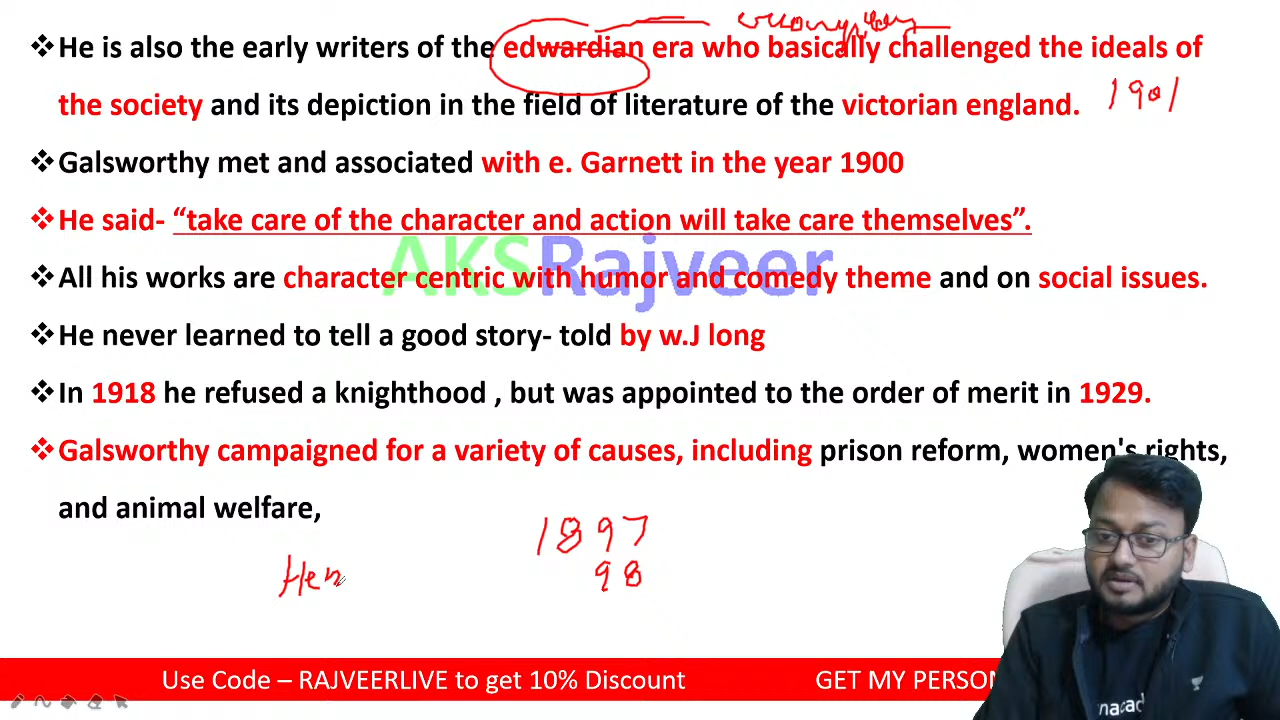 ❖He is also the early writers of the edwardian era who basically challenged the ideals of
the society and its depiction in the field of literature of the victorian england.
1901
❖Galsworthy met and associated with e. Garnett in the year 1900
❖He said- “take care of the character and action will take care themselves”.
AKSRajveer
❖All his works are character centric with humor and comedy theme and on social issues.
❖He never learned to tell a good story- told by w.J long
❖In 1918 he refused a knighthood , but was appointed to the order of merit in 1929.
❖Galsworthy campaigned for a variety of causes, including prison reform, women's rights,
and animal welfare,
1897
98
Hen
Use Code – RAJVEERLIVE to get 10% Discount GET MY PERSON
nacad